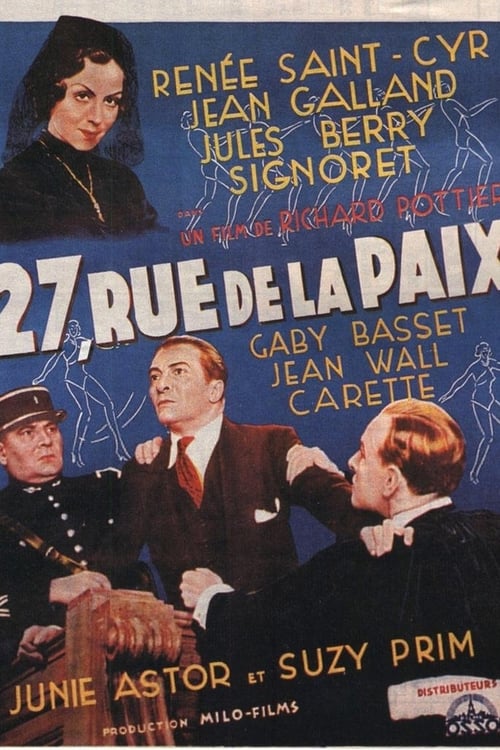 RENÉE SAINT-CYR
JEAN GALLAND
JULES BERRY
SIGNORET
DANS
UN FILM DE RICHARD POTTIER
27, RUE DE LA PAIX
GABY BASSET
JEAN WALL
CARETTE
JUNIE ASTOR ET SUZY PRIM
PRODUCTION MILO-FILMS
DISTRIBUTEURS